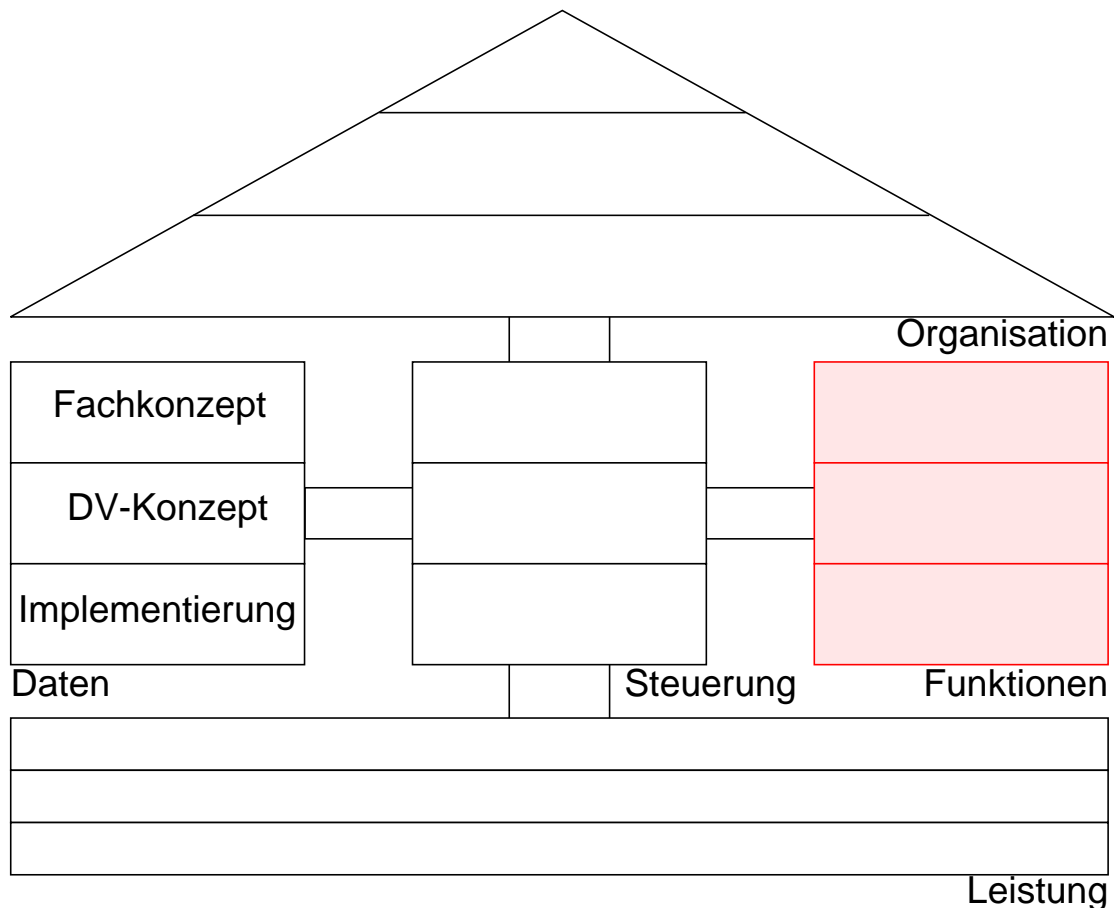 Organisation
Fachkonzept
DV-Konzept
Implementierung
Daten
Steuerung
Funktionen
Leistung